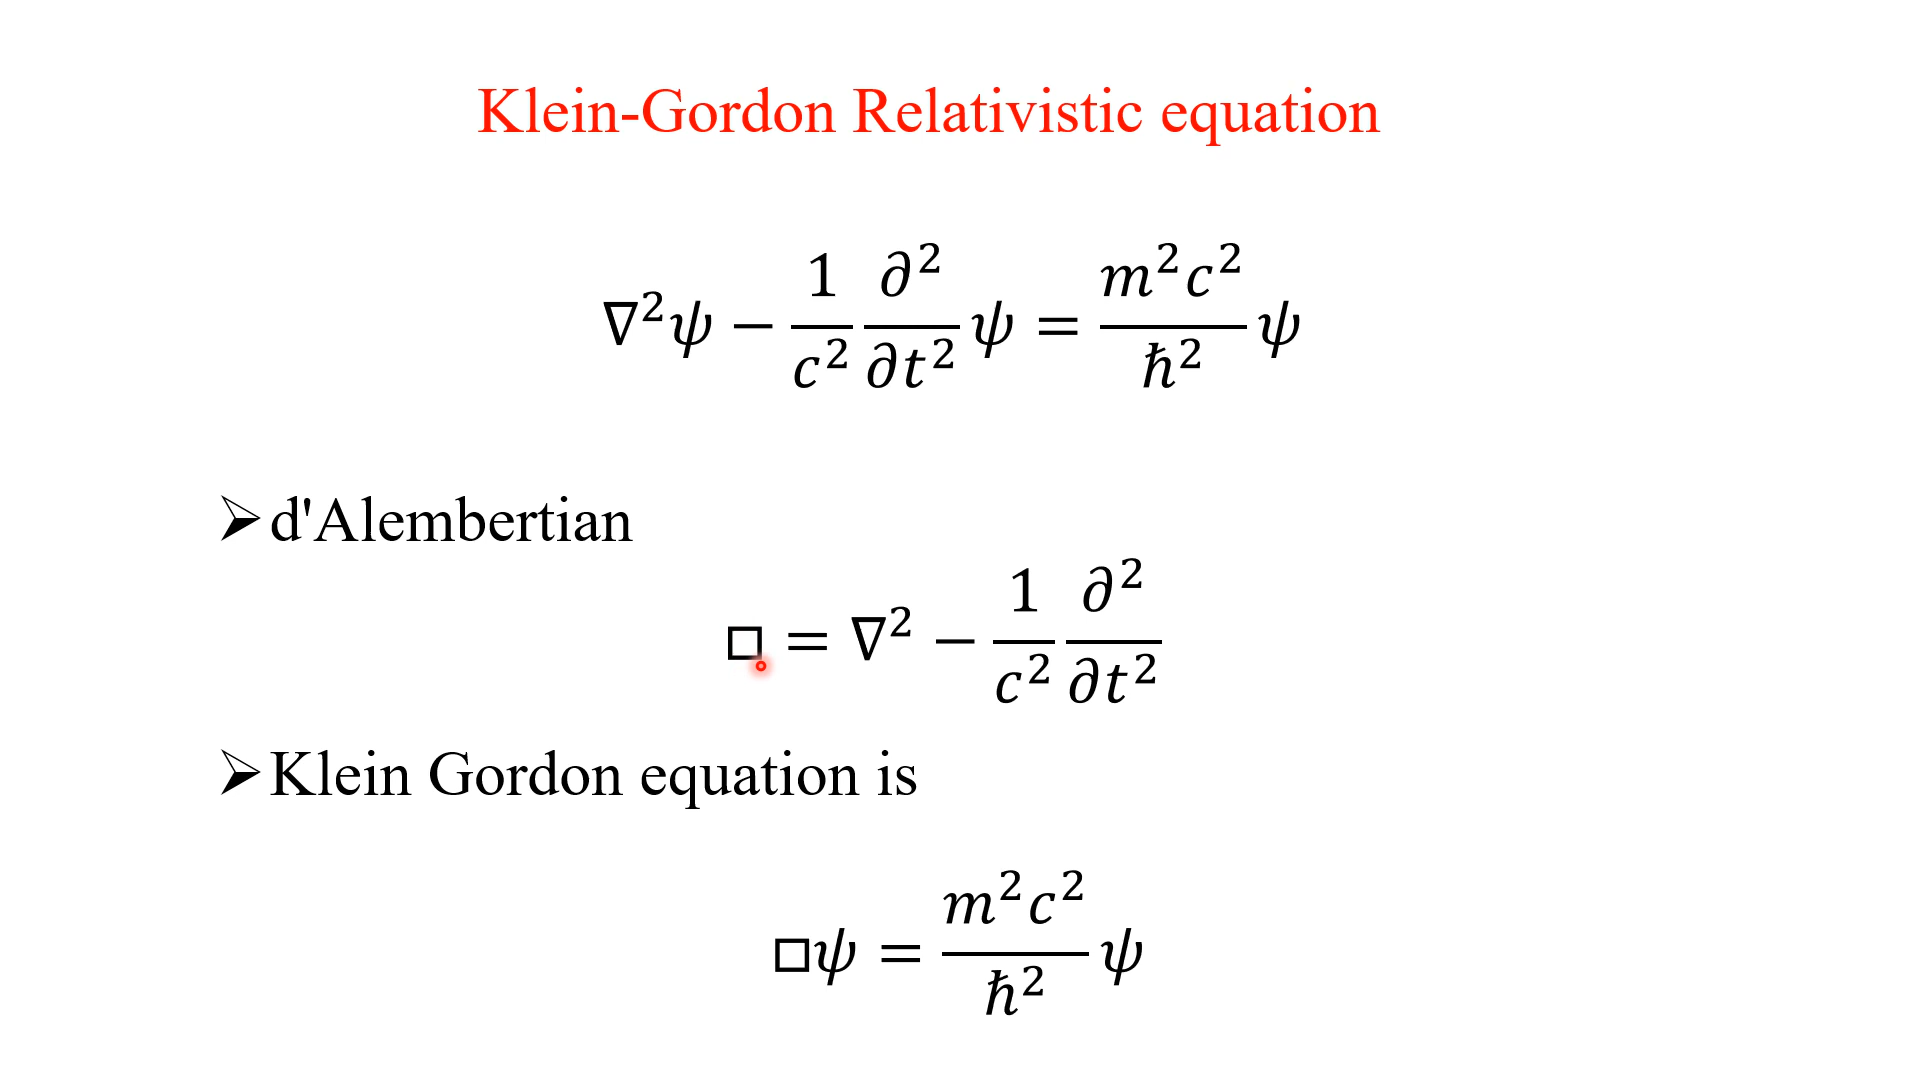 Klein-Gordon Relativistic equation
∇²ψ − 1/c² ∂²/∂t² ψ = m²c²/ħ² ψ
➢ d'Alembertian
□ = ∇² − 1/c² ∂²/∂t²
➢ Klein Gordon equation is
□ψ = m²c²/ħ² ψ